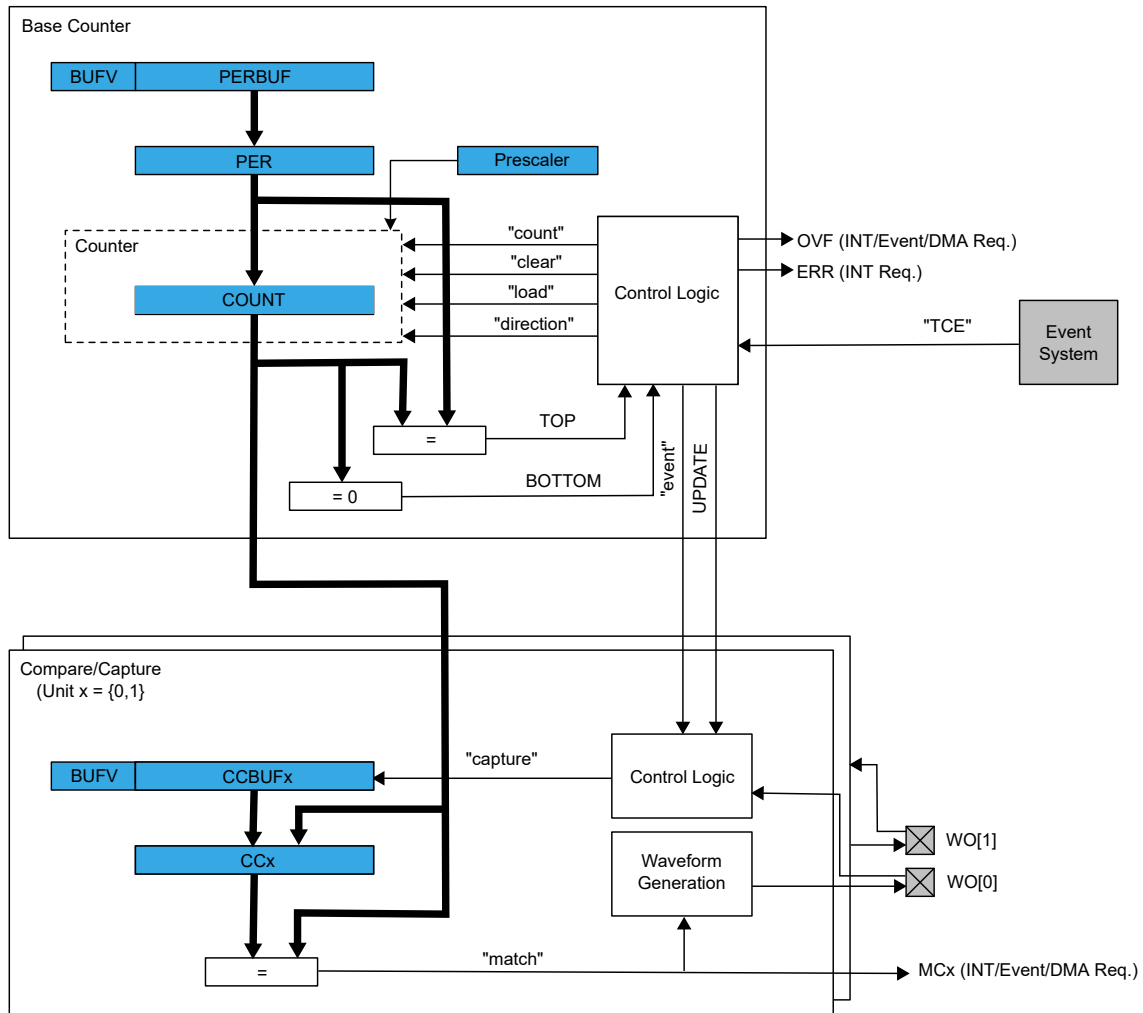 Base Counter
BUFV
PERBUF
PER
Prescaler
Counter
COUNT
"count"
"clear"
"load"
"direction"
Control Logic
OVF (INT/Event/DMA Req.)
ERR (INT Req.)
"TCE"
Event
System
=
TOP
= 0
BOTTOM
"event"
UPDATE
Compare/Capture
(Unit x = {0,1}
BUFV
CCBUFx
"capture"
Control Logic
CCx
Waveform
Generation
WO[1]
WO[0]
=
"match"
MCx (INT/Event/DMA Req.)